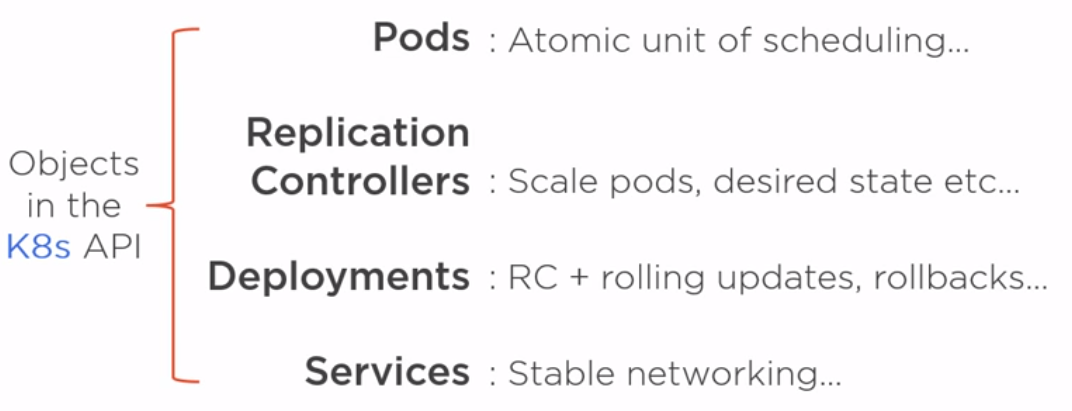 Pods : Atomic unit of scheduling...
Replication
Controllers : Scale pods, desired state etc...
Objects
in the
K8s API
Deployments : RC + rolling updates, rollbacks...
Services : Stable networking...